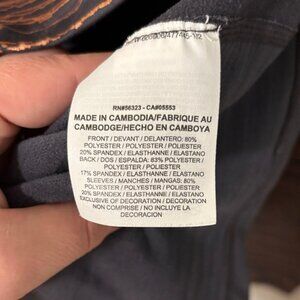 RN#56323 - CA#05553
MADE IN CAMBODIA/FABRIQUE AU
CAMBODGE/HECHO EN CAMBOYA
FRONT / DEVANT / DELANTERO: 80%
POLYESTER / POLYESTER / POLIESTER
20% SPANDEX / ELASTHANNE / ELASTANO
BACK / DOS / ESPALDA: 83% POLYESTER /
POLYESTER / POLIESTER
17% SPANDEX / ELASTHANNE / ELASTANO
SLEEVES / MANCHES / MANGAS: 80%
POLYESTER / POLYESTER / POLIESTER
20% SPANDEX / ELASTHANNE / ELASTANO
EXCLUSIVE OF DECORATION / DECORATION
NON COMPRISE / NO INCLUYE LA
DECORACION